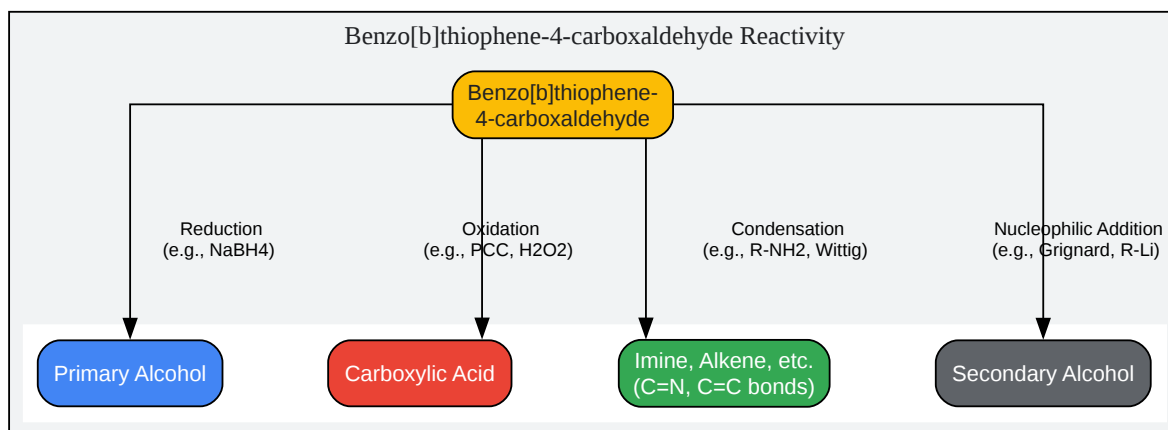 Benzo[b]thiophene-4-carboxaldehyde Reactivity
Benzo[b]thiophene-
4-carboxaldehyde
Reduction
(e.g., NaBH4)
Oxidation
(e.g., PCC, H2O2)
Condensation
(e.g., R-NH2, Wittig)
Nucleophilic Addition
(e.g., Grignard, R-Li)
Primary Alcohol
Carboxylic Acid
Imine, Alkene, etc.
(C=N, C=C bonds)
Secondary Alcohol